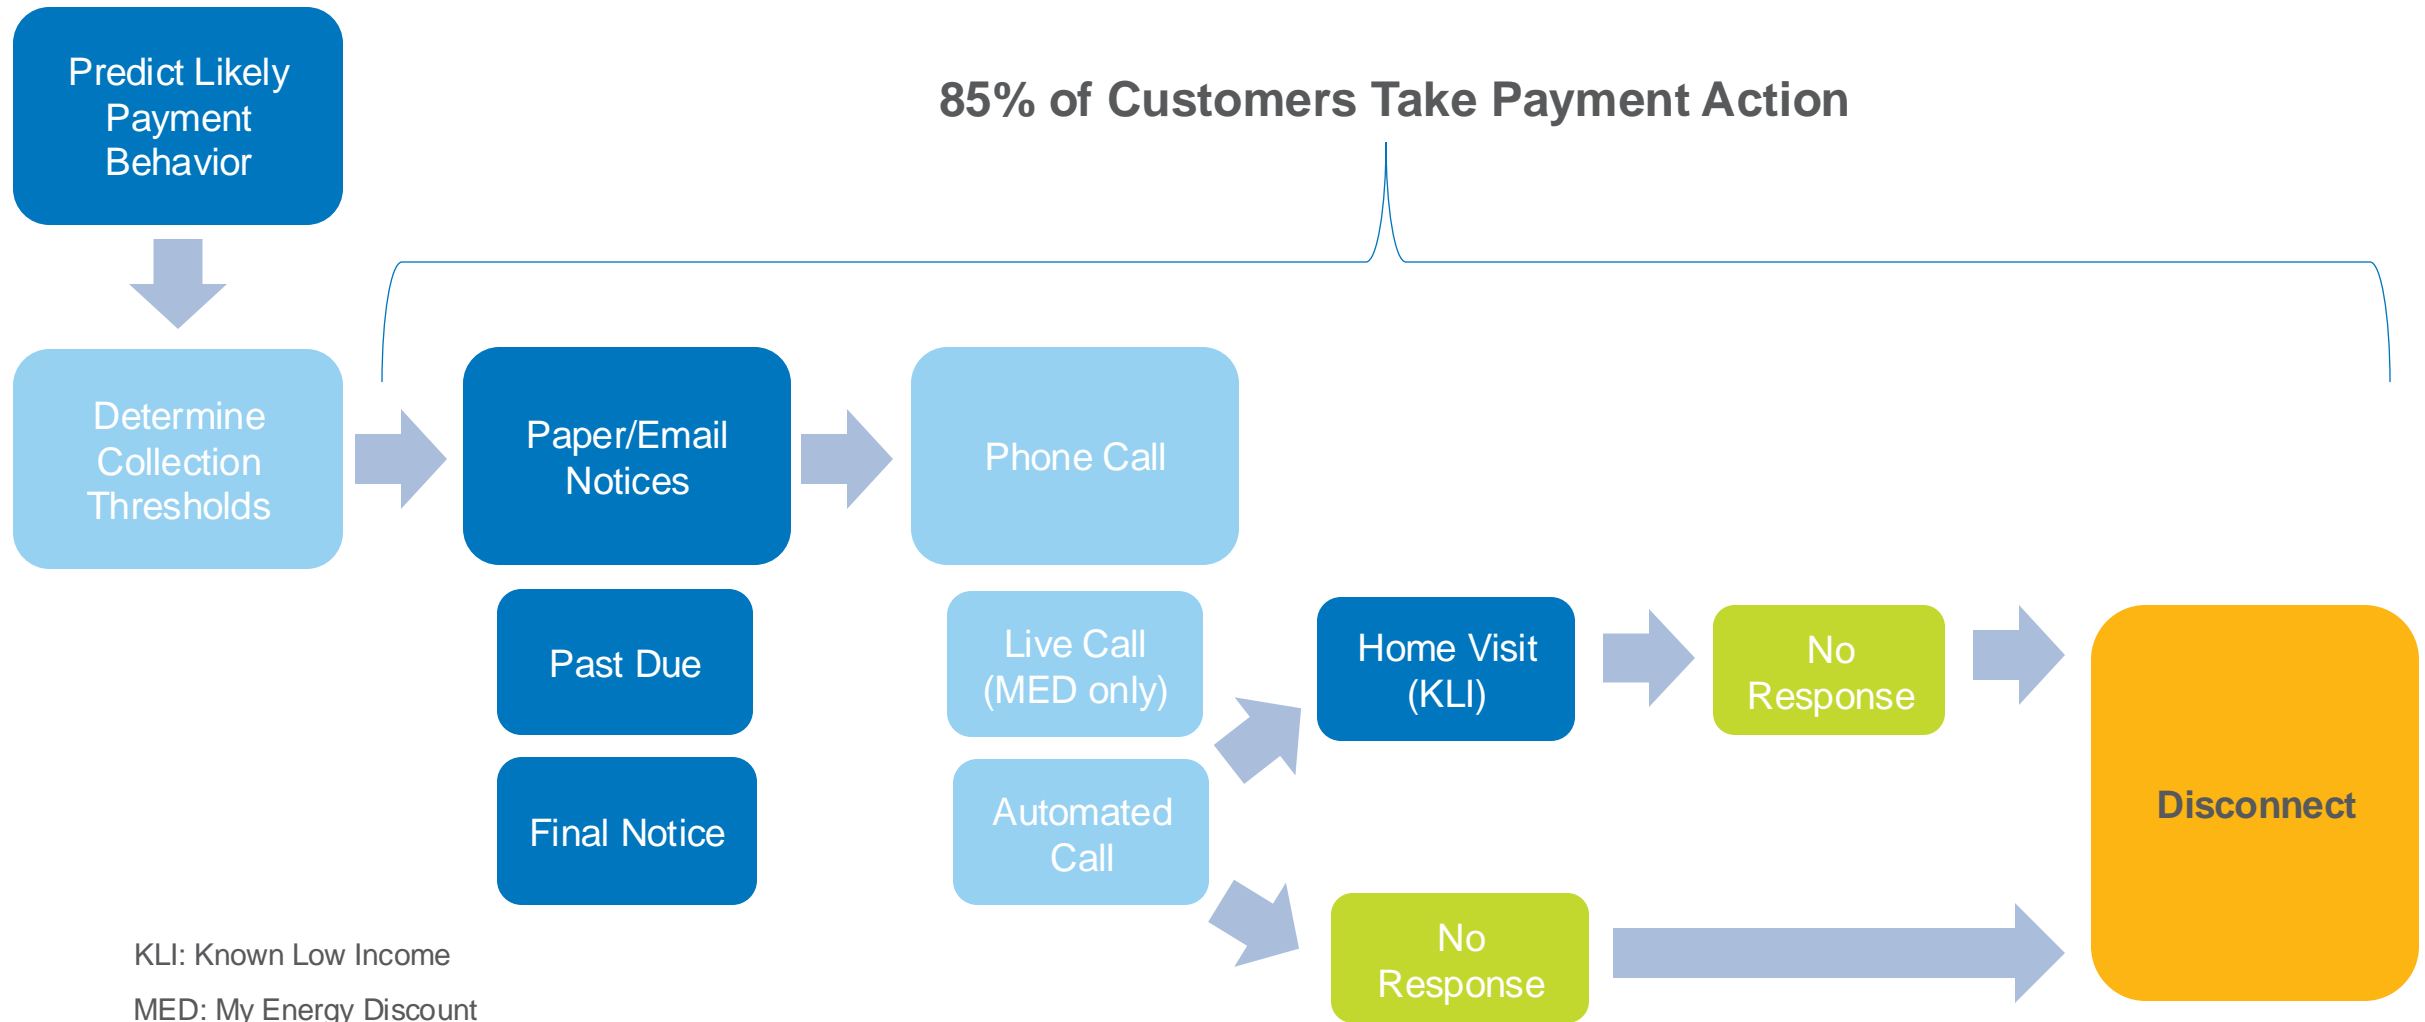 Predict Likely
Payment
Behavior
85% of Customers Take Payment Action
Determine
Collection
Thresholds
Paper/Email
Notices
Phone Call
Past Due
Final Notice
Live Call
(MED only)
Automated
Call
Home Visit
(KLI)
No
Response
No
Response
Disconnect
KLI: Known Low Income
MED: My Energy Discount